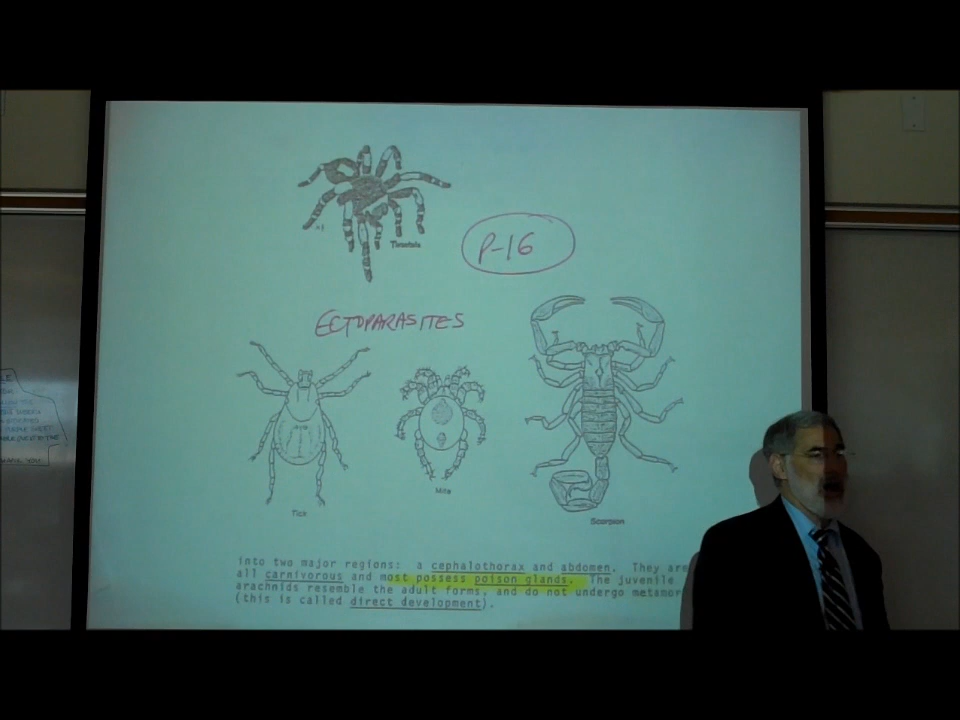 P-16
ECTOPARASITES
Tick
Mite
Scorpion
into two major regions: a cephalothorax and abdomen. They are
all carnivorous and most possess poison glands. The juvenile
arachnids resemble the adult forms, and do not undergo metamor
(this is called direct development).